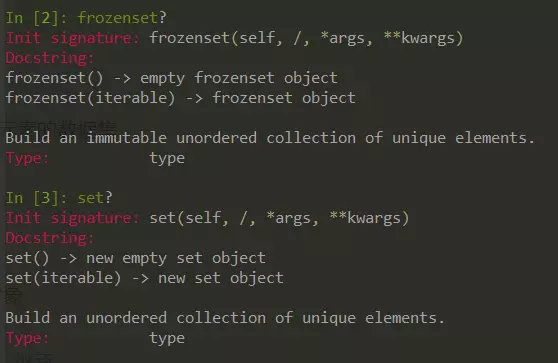 In [2]: frozenset?
Init signature: frozenset(self, /, *args, **kwargs)
Docstring:
frozenset() -> empty frozenset object
frozenset(iterable) -> frozenset object
Build an immutable unordered collection of unique elements.
Type:           type
In [3]: set?
Init signature: set(self, /, *args, **kwargs)
Docstring:
set() -> new empty set object
set(iterable) -> new set object
Build an unordered collection of unique elements.
Type:           type